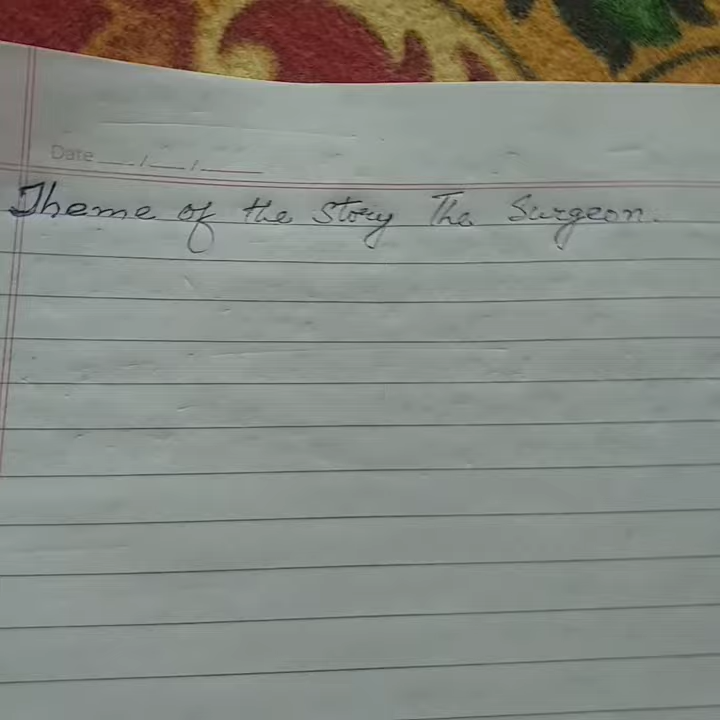 Date __/__/____
Theme of the Story The Surgeon.